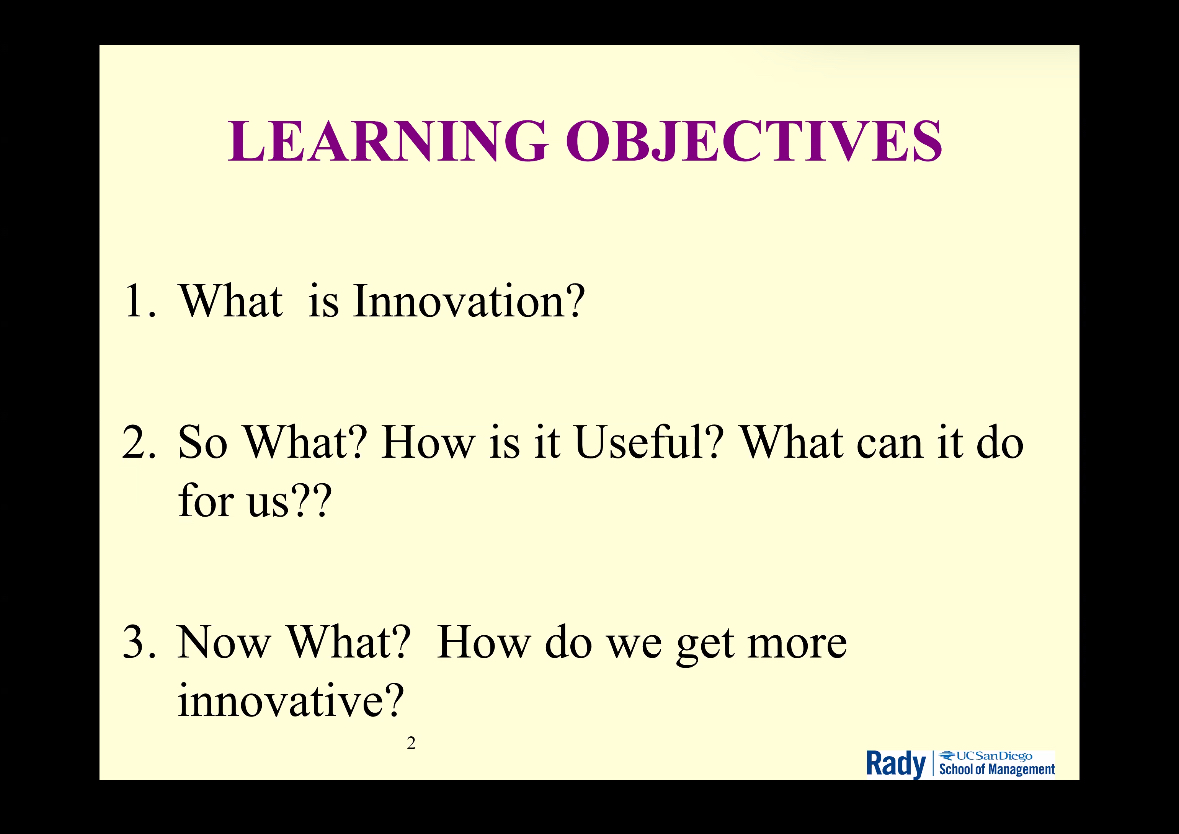 LEARNING OBJECTIVES
1. What  is Innovation?
2. So What? How is it Useful? What can it do
for us??
3. Now What?  How do we get more
innovative?
2
Rady | UC San Diego
School of Management